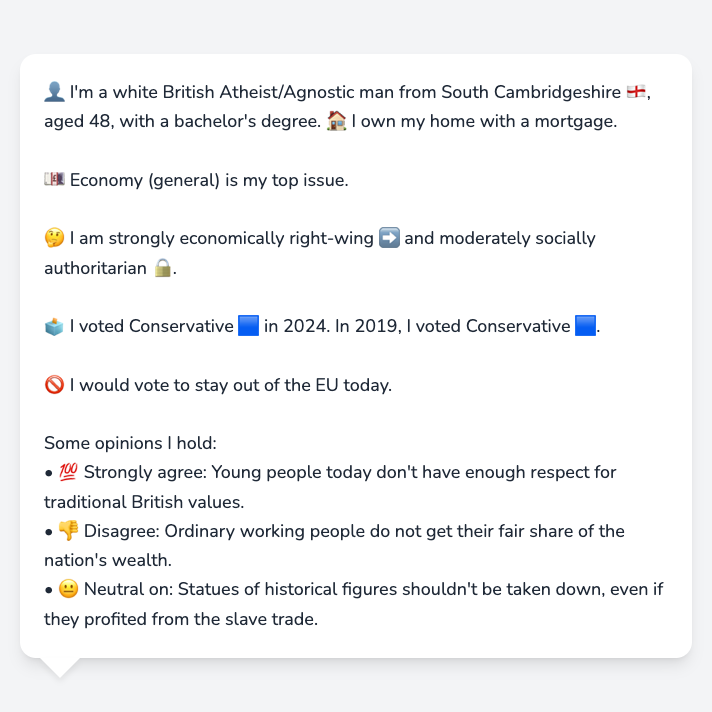 👤 I'm a white British Atheist/Agnostic man from South Cambridgeshire 🏴󠁧󠁢󠁥󠁮󠁧󠁿,
aged 48, with a bachelor's degree. 🏠 I own my home with a mortgage.
💷 Economy (general) is my top issue.
🤔 I am strongly economically right-wing ➡️ and moderately socially
authoritarian 🔒.
🗳️ I voted Conservative 🟦 in 2024. In 2019, I voted Conservative 🟦.
🚫 I would vote to stay out of the EU today.
Some opinions I hold:
• 💯 Strongly agree: Young people today don't have enough respect for
traditional British values.
• 👎 Disagree: Ordinary working people do not get their fair share of the
nation's wealth.
• 😐 Neutral on: Statues of historical figures shouldn't be taken down, even if
they profited from the slave trade.